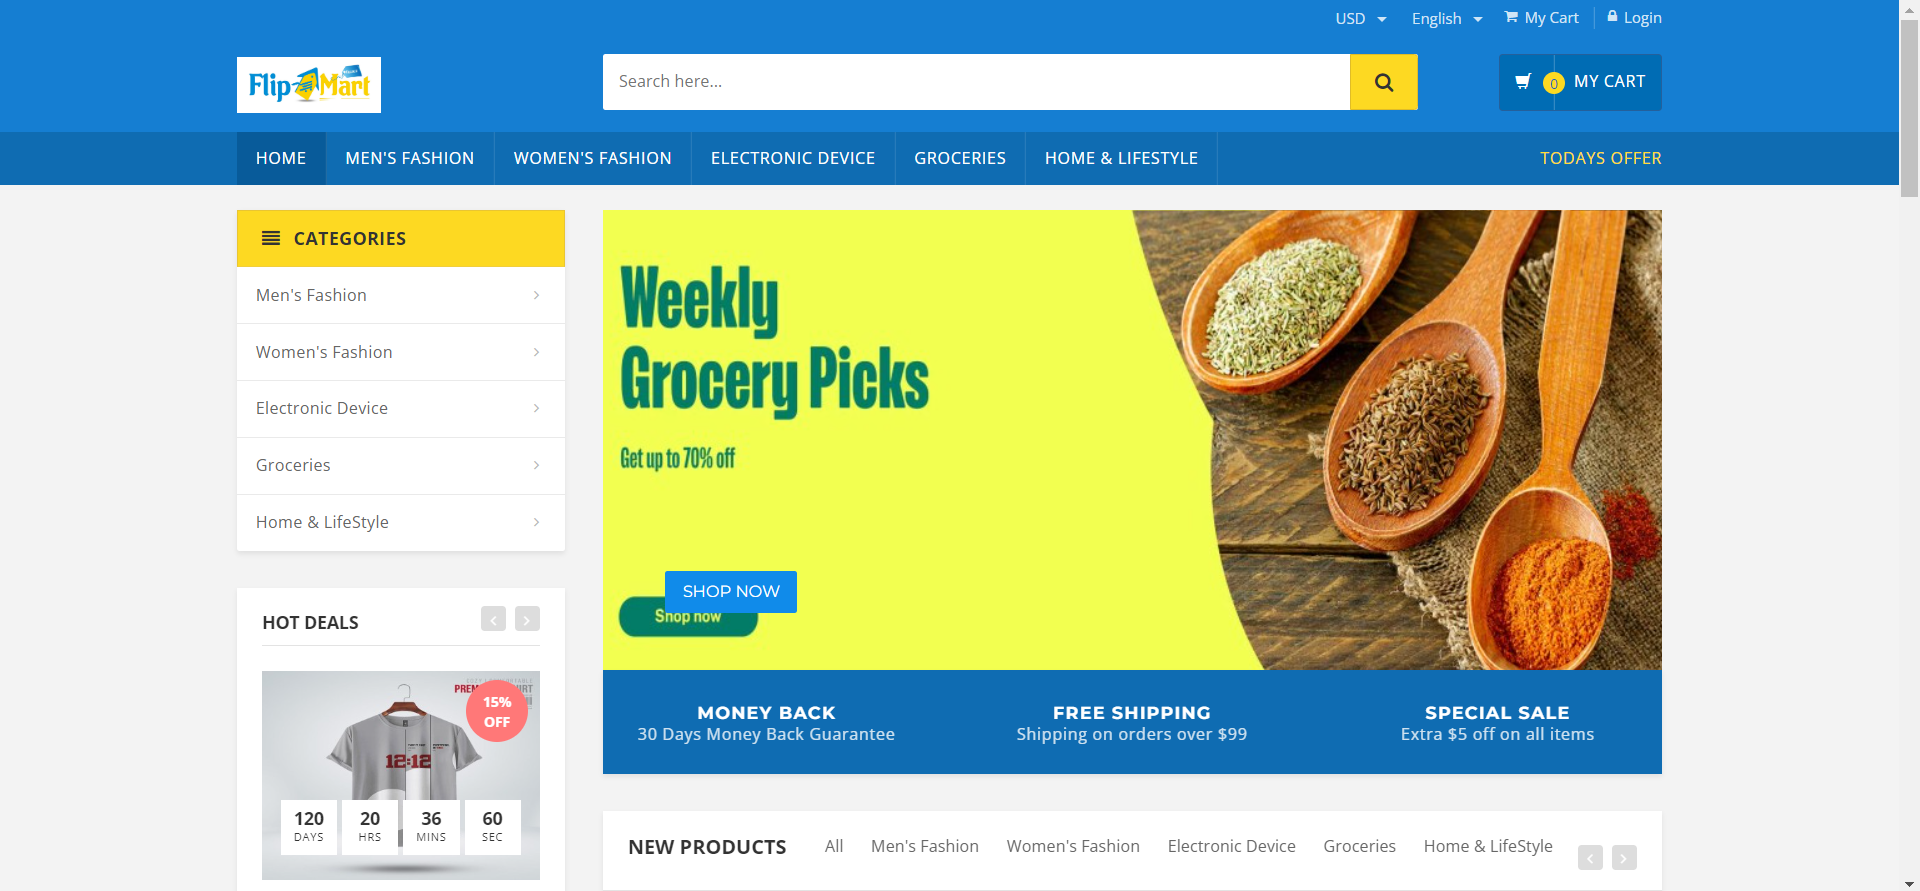 USD English My Cart Login
Flip Mart
Search here...
0 MY CART
HOME MEN'S FASHION WOMEN'S FASHION ELECTRONIC DEVICE GROCERIES HOME & LIFESTYLE TODAYS OFFER
CATEGORIES
Men's Fashion
Women's Fashion
Electronic Device
Groceries
Home & LifeStyle
HOT DEALS
15%
OFF
12:12
120 20 36 60
DAYS HRS MINS SEC
Weekly
Grocery Picks
Get up to 70% off
SHOP NOW
Shop now
MONEY BACK
30 Days Money Back Guarantee
FREE SHIPPING
Shipping on orders over $99
SPECIAL SALE
Extra $5 off on all items
NEW PRODUCTS All Men's Fashion Women's Fashion Electronic Device Groceries Home & LifeStyle